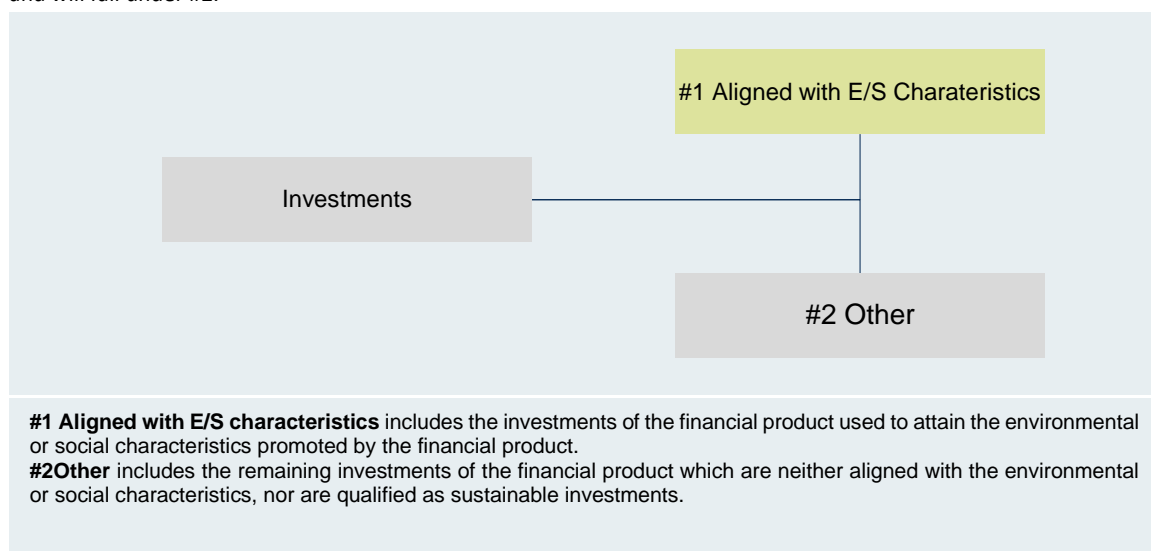 #1 Aligned with E/S Charateristics
Investments
#2 Other
#1 Aligned with E/S characteristics includes the investments of the financial product used to attain the environmental
or social characteristics promoted by the financial product.
#2Other includes the remaining investments of the financial product which are neither aligned with the environmental
or social characteristics, nor are qualified as sustainable investments.